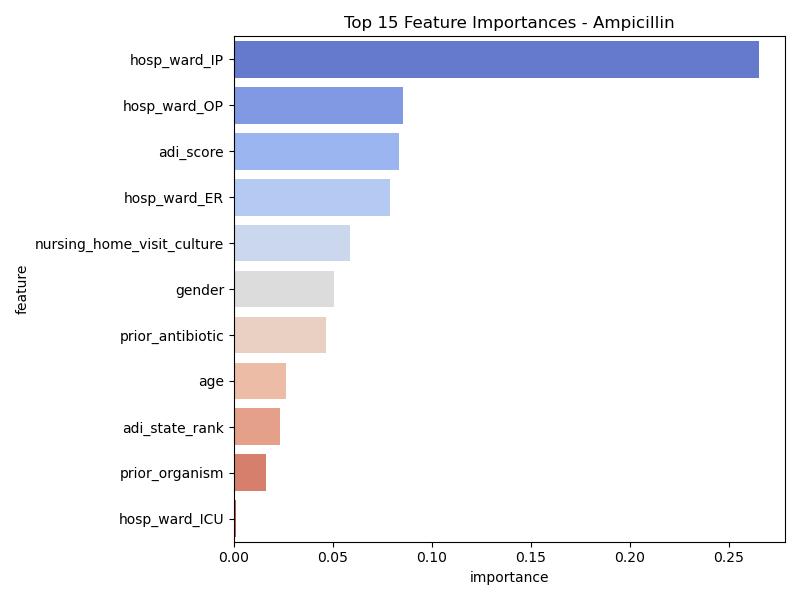 Top 15 Feature Importances - Ampicillin
hosp_ward_IP
hosp_ward_OP
adi_score
hosp_ward_ER
nursing_home_visit_culture
gender
prior_antibiotic
age
adi_state_rank
prior_organism
hosp_ward_ICU
feature
0.00 0.05 0.10 0.15 0.20 0.25
importance